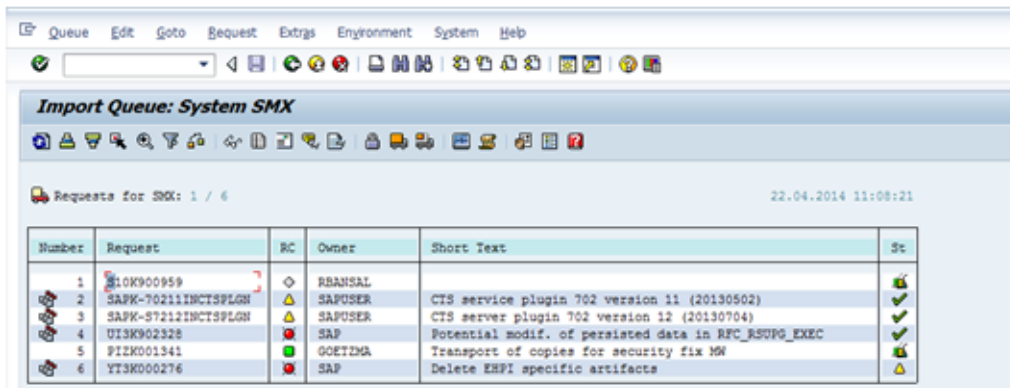 Queue Edit Goto Request Extras Environment System Help
Import Queue: System SMX
Requests for SMX: 1 / 6 22.04.2014 11:08:21
Number Request RC Owner Short Text St
1 S10K900959 RBANSAL
2 SAPK-70211INCTSPLGN SAPUSER CTS service plugin 702 version 11 (20130502)
3 SAPK-S7212INCTSPLGN SAPUSER CTS server plugin 702 version 12 (20130704)
4 UI3K902328 SAP Potential modif. of persisted data in RFC_RSUPG_EXEC
5 PIZK001341 GOETZMA Transport of copies for security fix MW
6 YT3K000276 SAP Delete EHPI specific artifacts